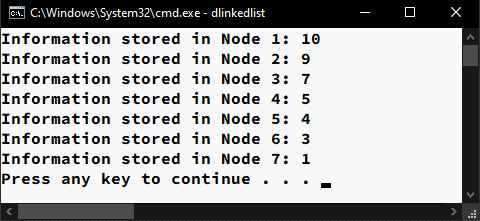 C:\Windows\System32\cmd.exe - dlinkedlist
Information stored in Node 1: 10
Information stored in Node 2: 9
Information stored in Node 3: 7
Information stored in Node 4: 5
Information stored in Node 5: 4
Information stored in Node 6: 3
Information stored in Node 7: 1
Press any key to continue . . .